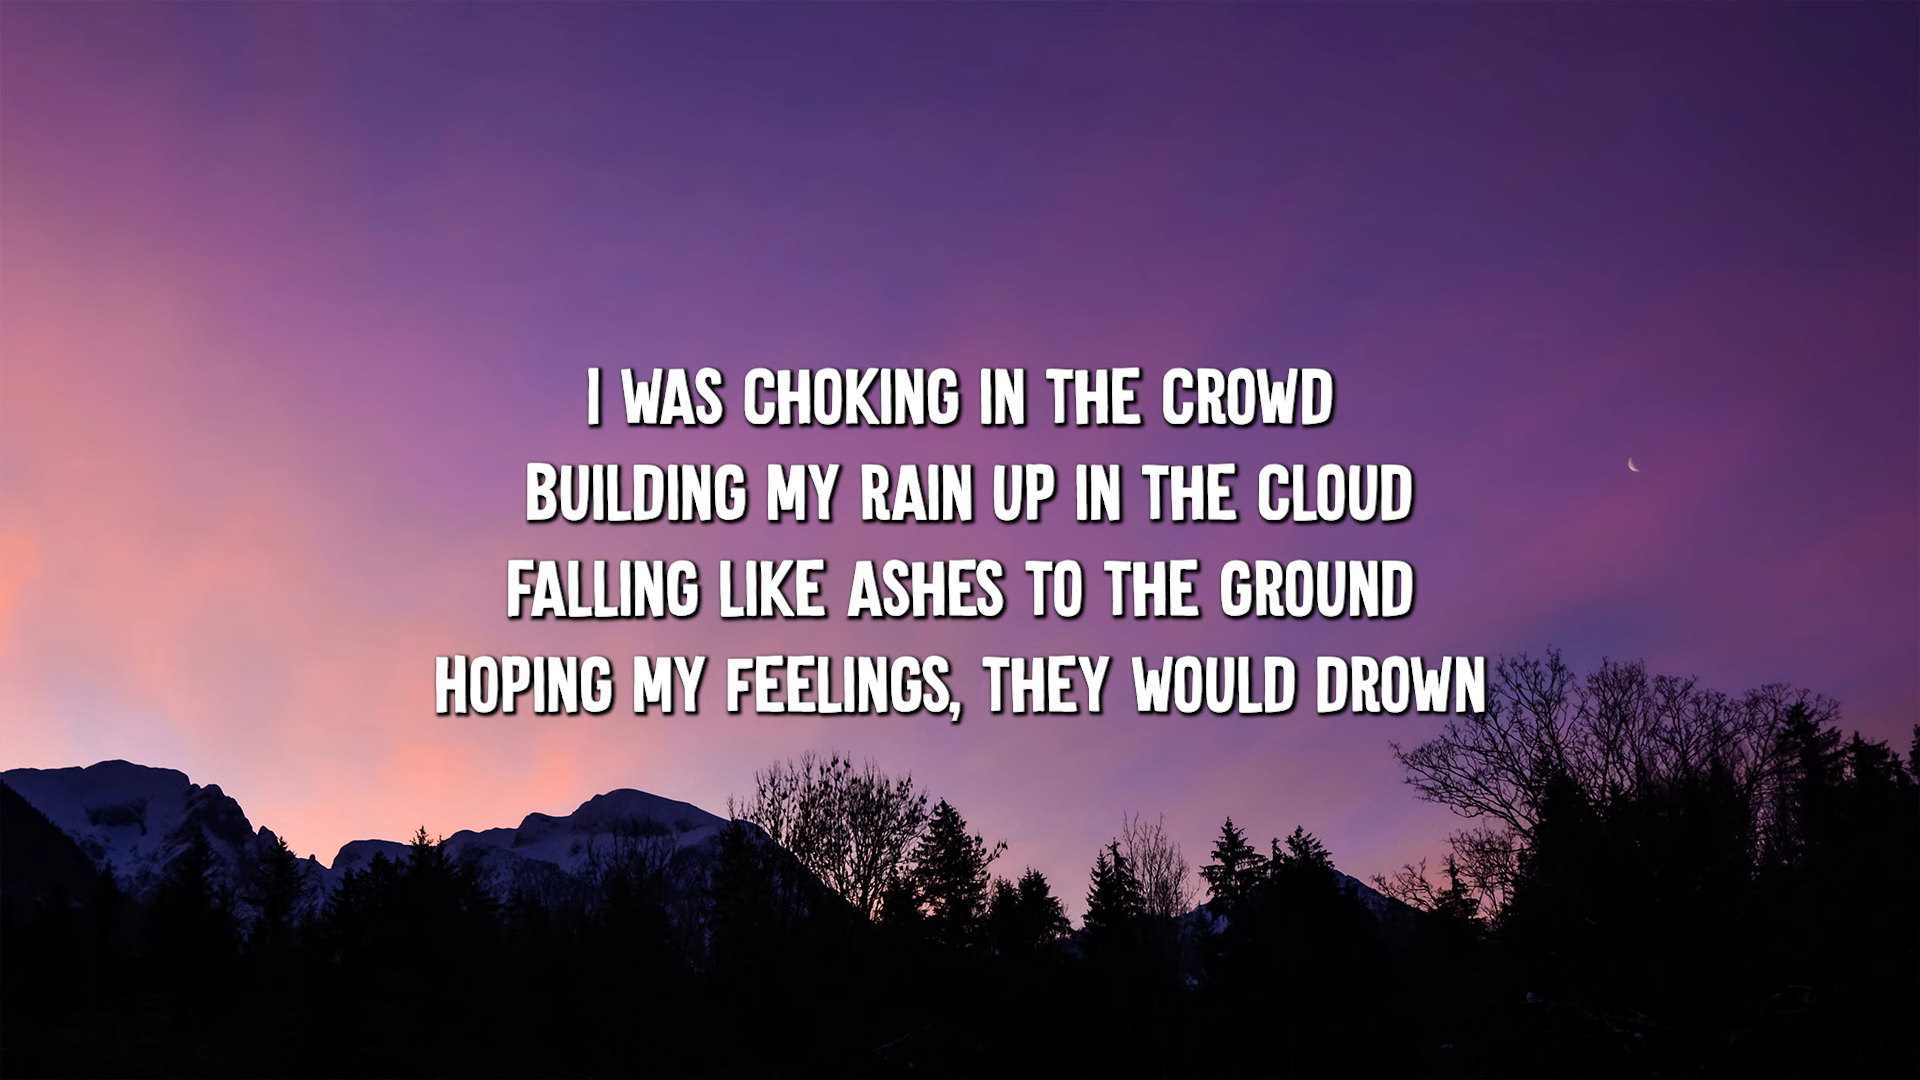 I WAS CHOKING IN THE CROWD
BUILDING MY RAIN UP IN THE CLOUD
FALLING LIKE ASHES TO THE GROUND
HOPING MY FEELINGS, THEY WOULD DROWN